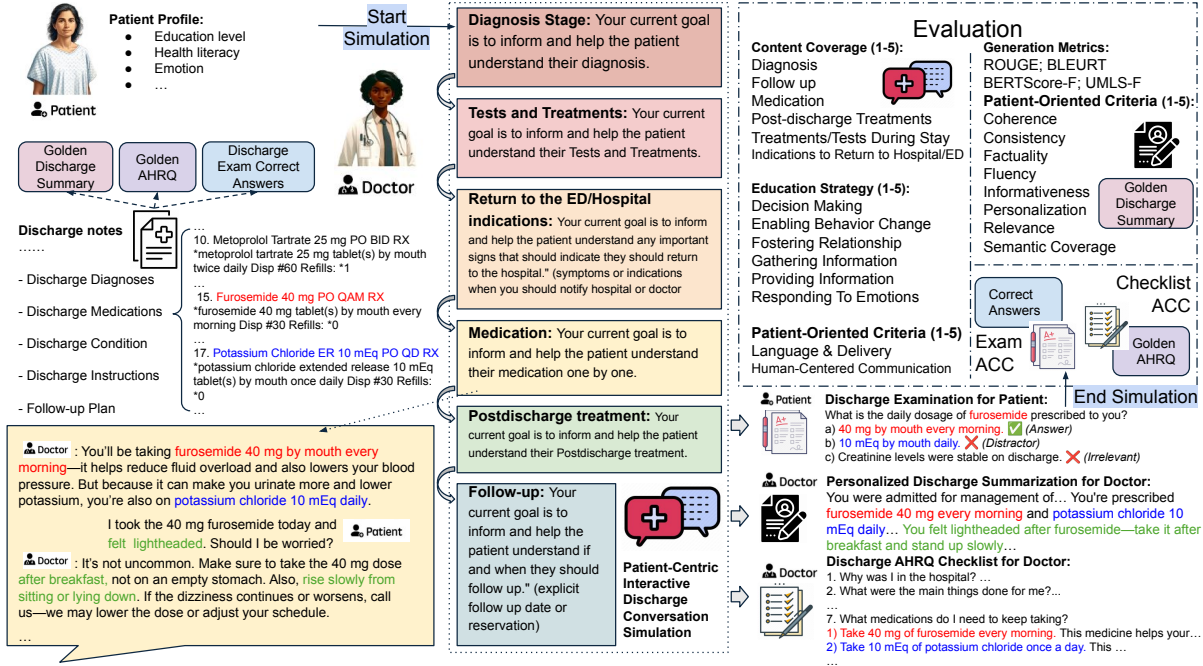 Patient Profile:
● Education level
● Health literacy
● Emotion
● …
Patient
Start
Simulation
Doctor
Golden
Discharge
Summary
Golden
AHRQ
Discharge
Exam Correct
Answers
Discharge notes
……
- Discharge Diagnoses
- Discharge Medications
- Discharge Condition
- Discharge Instructions
- Follow-up Plan
…
10. Metoprolol Tartrate 25 mg PO BID RX
*metoprolol tartrate 25 mg tablet(s) by mouth
twice daily Disp #60 Refills: *1
…
15. Furosemide 40 mg PO QAM RX
*furosemide 40 mg tablet(s) by mouth every
morning Disp #30 Refills: *0
…
17. Potassium Chloride ER 10 mEq PO QD RX
*potassium chloride extended release 10 mEq
tablet(s) by mouth once daily Disp #30 Refills:
*0
…
Doctor : You’ll be taking furosemide 40 mg by mouth every
morning—it helps reduce fluid overload and also lowers your blood
pressure. But because it can make you urinate more and lower
potassium, you’re also on potassium chloride 10 mEq daily.
I took the 40 mg furosemide today and
felt lightheaded. Should I be worried?
Patient
Doctor : It’s not uncommon. Make sure to take the 40 mg dose
after breakfast, not on an empty stomach. Also, rise slowly from
sitting or lying down. If the dizziness continues or worsens, call
us—we may lower the dose or adjust your schedule.
…
Diagnosis Stage: Your current goal
is to inform and help the patient
understand their diagnosis.
Tests and Treatments: Your current
goal is to inform and help the patient
understand their Tests and Treatments.
Return to the ED/Hospital
indications: Your current goal is to inform
and help the patient understand any important
signs that should indicate they should return
to the hospital." (symptoms or indications
when you should notify hospital or doctor
Medication: Your current goal is to
inform and help the patient understand
their medication one by one.
…
Postdischarge treatment: Your
current goal is to inform and help the patient
understand their Postdischarge treatment.
Follow-up: Your
current goal is to
inform and help the
patient understand if
and when they should
follow up." (explicit
follow up date or
reservation)
Patient-Centric
Interactive
Discharge
Conversation
Simulation
Evaluation
Content Coverage (1-5):
Diagnosis
Follow up
Medication
Post-discharge Treatments
Treatments/Tests During Stay
Indications to Return to Hospital/ED
Education Strategy (1-5):
Decision Making
Enabling Behavior Change
Fostering Relationship
Gathering Information
Providing Information
Responding To Emotions
Patient-Oriented Criteria (1-5)
Language & Delivery
Human-Centered Communication
Generation Metrics:
ROUGE; BLEURT
BERTScore-F; UMLS-F
Patient-Oriented Criteria (1-5):
Coherence
Consistency
Factuality
Fluency
Informativeness
Personalization
Relevance
Semantic Coverage
Golden
Discharge
Summary
Correct
Answers
Exam
ACC
A+
Checklist
ACC
Golden
AHRQ
End Simulation
Patient
A+
Discharge Examination for Patient:
What is the daily dosage of furosemide prescribed to you?
a) 40 mg by mouth every morning. ✅ (Answer)
b) 10 mEq by mouth daily. ❌ (Distractor)
c) Creatinine levels were stable on discharge. ❌ (Irrelevant)
Doctor
Personalized Discharge Summarization for Doctor:
You were admitted for management of… You're prescribed
furosemide 40 mg every morning and potassium chloride 10
mEq daily… You felt lightheaded after furosemide—take it after
breakfast and stand up slowly…
Doctor
Discharge AHRQ Checklist for Doctor:
1. Why was I in the hospital? …
2. What were the main things done for me?...
…
7. What medications do I need to keep taking?
1) Take 40 mg of furosemide every morning. This medicine helps your…
2) Take 10 mEq of potassium chloride once a day. This …
…